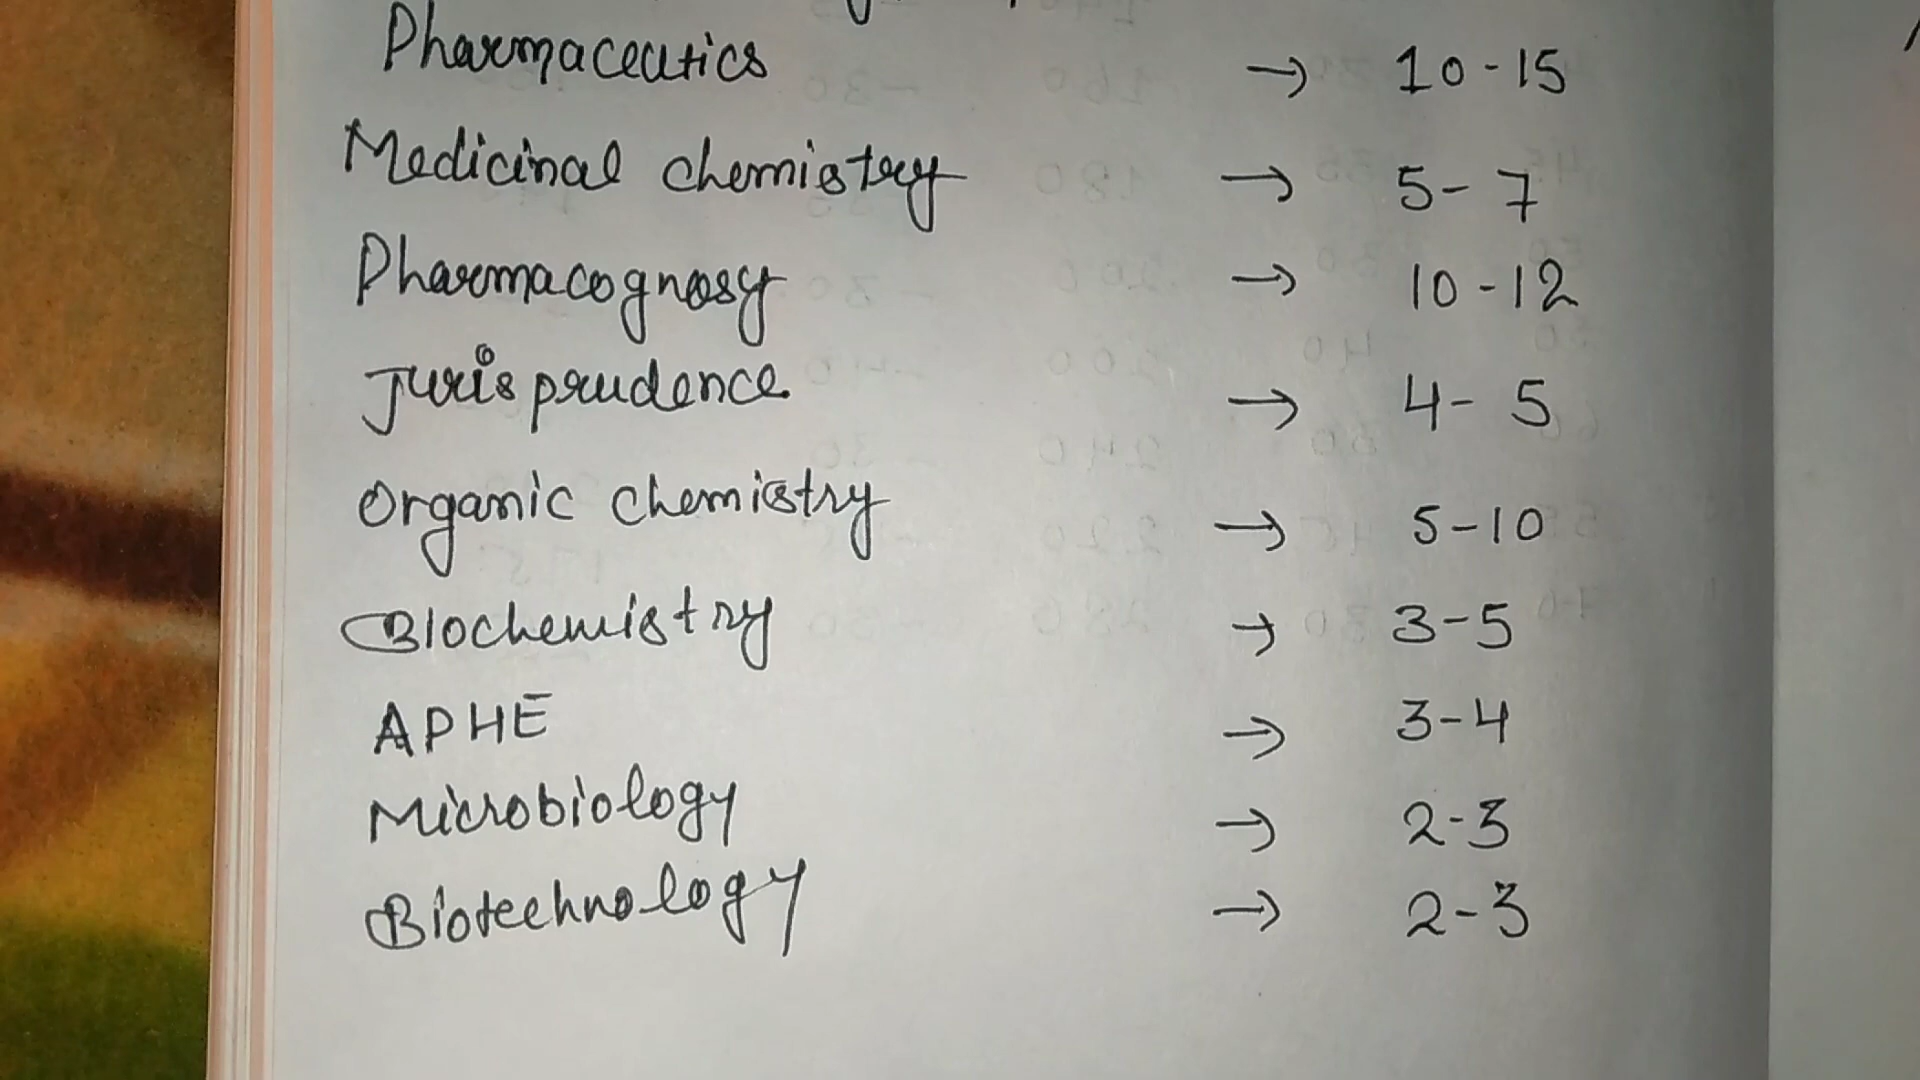 Pharmaceutics → 10-15
Medicinal chemistry → 5-7
Pharmacognosy → 10-12
Jurisprudence → 4-5
Organic chemistry → 5-10
Biochemistry → 3-5
APHE → 3-4
Microbiology → 2-3
Biotechnology → 2-3